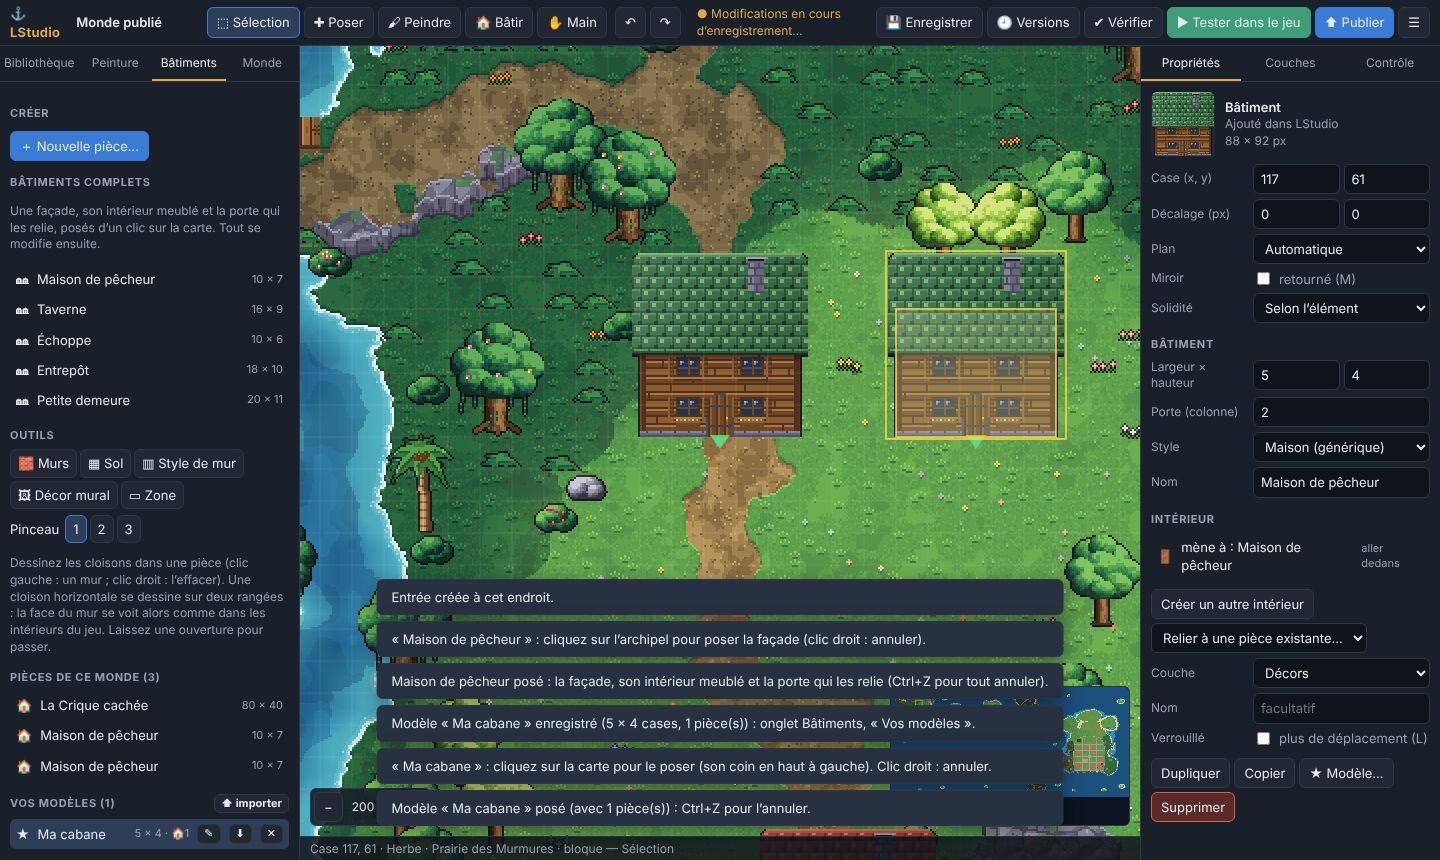 LStudio
Monde publié
Sélection
Poser
Peindre
Bâtir
Main
Modifications en cours
d’enregistrement…
Enregistrer
Versions
Vérifier
Tester dans le jeu
Publier
Bibliothèque
Peinture
Bâtiments
Monde
CRÉER
+ Nouvelle pièce…
BÂTIMENTS COMPLETS
Une façade, son intérieur meublé et la porte qui
les relie, posés d’un clic sur la carte. Tout se
modifie ensuite.
Maison de pêcheur 10 × 7
Taverne 16 × 9
Échoppe 10 × 6
Entrepôt 18 × 10
Petite demeure 20 × 11
OUTILS
Murs
Sol
Style de mur
Décor mural
Zone
Pinceau 1 2 3
Dessinez les cloisons dans une pièce (clic
gauche : un mur ; clic droit : l’effacer). Une
cloison horizontale se dessine sur deux rangées
: la face du mur se voit alors comme dans les
intérieurs du jeu. Laissez une ouverture pour
passer.
PIÈCES DE CE MONDE (3)
La Crique cachée 80 × 40
Maison de pêcheur 10 × 7
Maison de pêcheur 10 × 7
VOS MODÈLES (1)
importer
Ma cabane 5 × 4 · 1
Entrée créée à cet endroit.
« Maison de pêcheur » : cliquez sur l’archipel pour poser la façade (clic droit : annuler).
Maison de pêcheur posé : la façade, son intérieur meublé et la porte qui les relie (Ctrl+Z pour tout annuler).
Modèle « Ma cabane » enregistré (5 × 4 cases, 1 pièce(s)) : onglet Bâtiments, « Vos modèles ».
« Ma cabane » : cliquez sur la carte pour le poser (son coin en haut à gauche). Clic droit : annuler.
− 200
Modèle « Ma cabane » posé (avec 1 pièce(s)) : Ctrl+Z pour l’annuler.
Case 117, 61 · Herbe · Prairie des Murmures · bloque — Sélection
Propriétés
Couches
Contrôle
Bâtiment
Ajouté dans LStudio
88 × 92 px
Case (x, y) 117 61
Décalage (px) 0 0
Plan Automatique
Miroir retourné (M)
Solidité Selon l’élément
BÂTIMENT
Largeur ×
hauteur 5 4
Porte (colonne) 2
Style Maison (générique)
Nom Maison de pêcheur
INTÉRIEUR
mène à : Maison de
pêcheur
aller
dedans
Créer un autre intérieur
Relier à une pièce existante…
Couche Décors
Nom facultatif
Verrouillé plus de déplacement (L)
Dupliquer
Copier
★ Modèle…
Supprimer